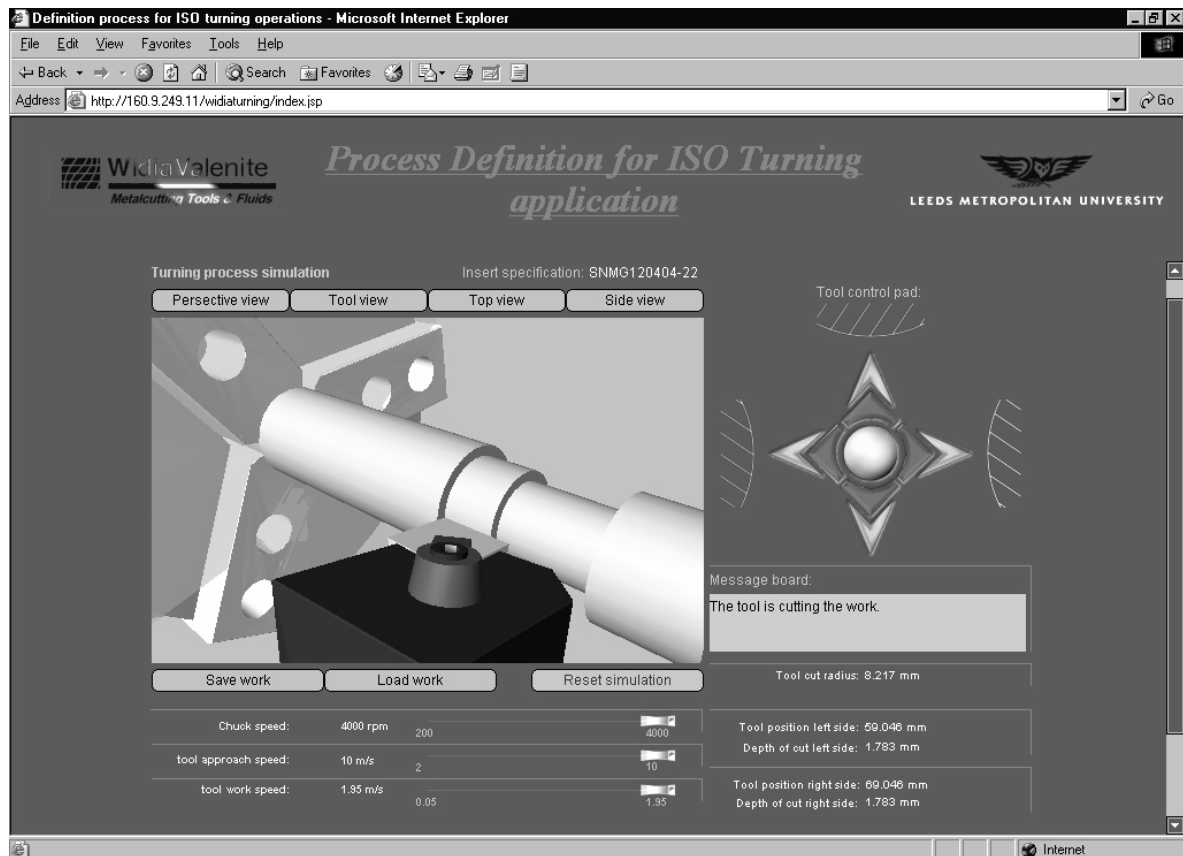 Definition process for ISO turning operations - Microsoft Internet Explorer
File Edit View Favorites Tools Help
Back Search Favorites
Address http://160.9.249.11/widiaturning/index.jsp Go
WidiaValenite
Metalcutting Tools & Fluids
Process Definition for ISO Turning
application
LEEDS METROPOLITAN UNIVERSITY
Turning process simulation Insert specification: SNMG120404-22
Persective view Tool view Top view Side view
Tool control pad:
Message board:
The tool is cutting the work.
Save work Load work Reset simulation
Tool cut radius: 8.217 mm
Chuck speed: 4000 rpm 200 4000
tool approach speed: 10 m/s 2 10
tool work speed: 1.95 m/s 0.05 1.95
Tool position left side: 59.046 mm
Depth of cut left side: 1.783 mm
Tool position right side: 69.046 mm
Depth of cut right side: 1.783 mm
Internet